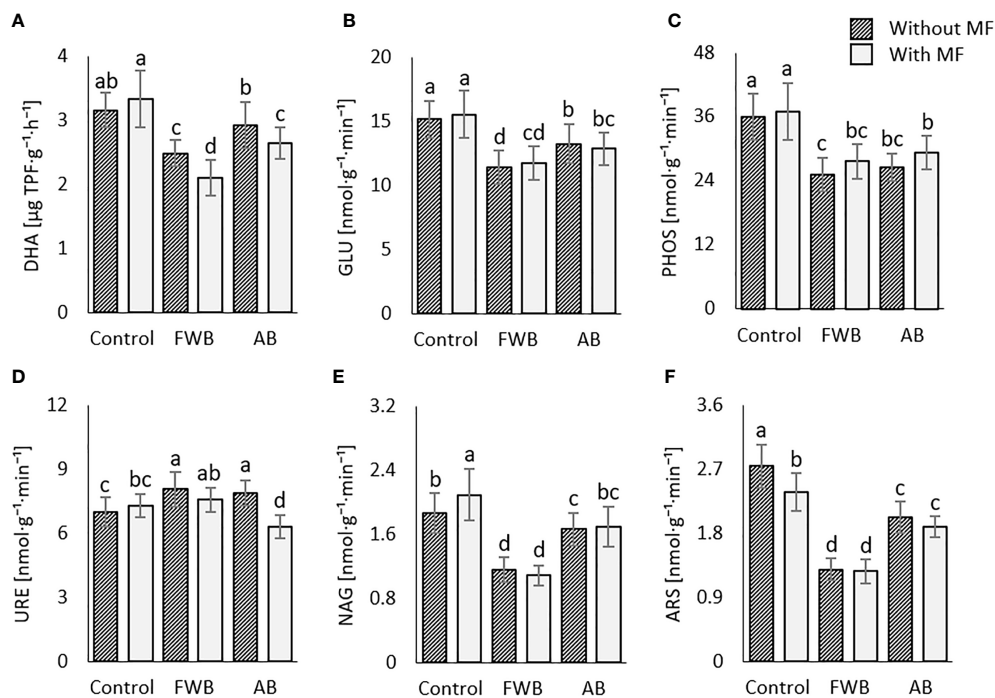 A
B
C
Without MF
With MF
DHA [µg TPF·g⁻¹·h⁻¹]
4
3
2
1
0
ab
a
c
d
b
c
Control
FWB
AB
GLU [nmol·g⁻¹·min⁻¹]
20
15
10
5
0
a
a
d
cd
b
bc
Control
FWB
AB
PHOS [nmol·g⁻¹·min⁻¹]
48
36
24
12
0
a
a
c
bc
bc
b
Control
FWB
AB
D
E
F
URE [nmol·g⁻¹·min⁻¹]
12
9
6
3
0
c
bc
a
ab
a
d
Control
FWB
AB
NAG [nmol·g⁻¹·min⁻¹]
3.2
2.4
1.6
0.8
0
b
a
d
d
c
bc
Control
FWB
AB
ARS [nmol·g⁻¹·min⁻¹]
3.6
2.7
1.8
0.9
0
a
b
d
d
c
c
Control
FWB
AB